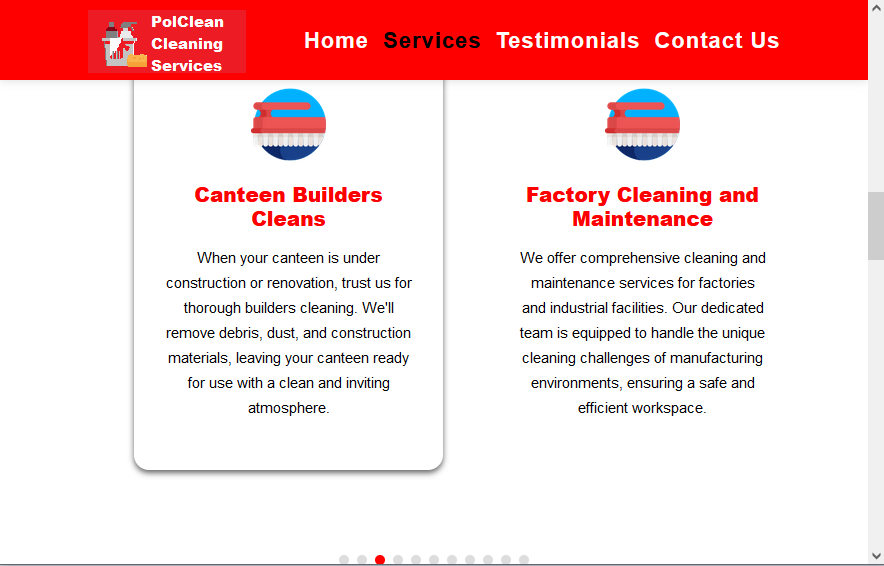 PolClean
Cleaning
Services
Home Services Testimonials Contact Us
Canteen Builders
Cleans
When your canteen is under
construction or renovation, trust us for
thorough builders cleaning. We'll
remove debris, dust, and construction
materials, leaving your canteen ready
for use with a clean and inviting
atmosphere.
Factory Cleaning and
Maintenance
We offer comprehensive cleaning and
maintenance services for factories
and industrial facilities. Our dedicated
team is equipped to handle the unique
cleaning challenges of manufacturing
environments, ensuring a safe and
efficient workspace.